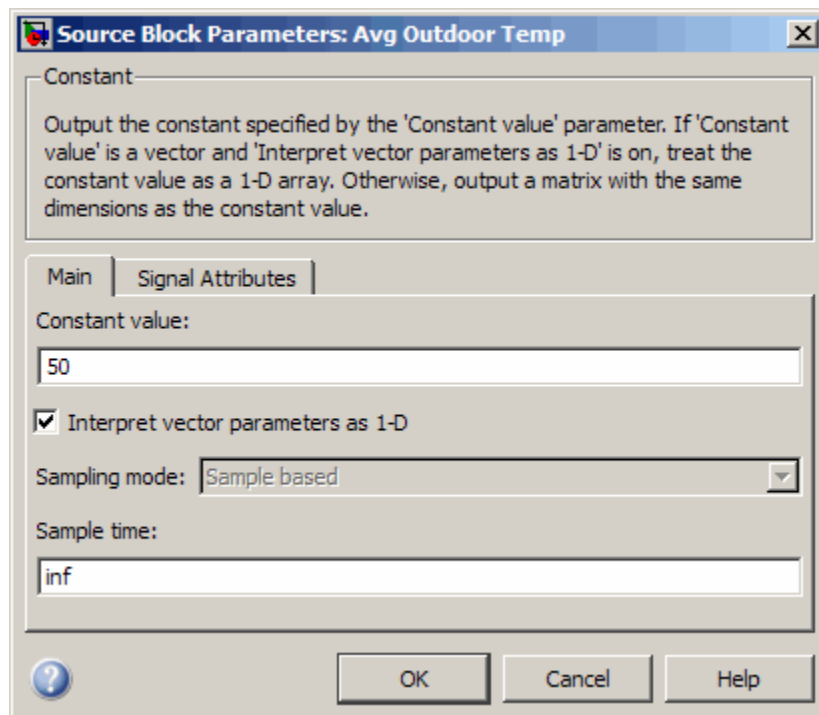 Source Block Parameters: Avg Outdoor Temp
Constant
Output the constant specified by the 'Constant value' parameter. If 'Constant
value' is a vector and 'Interpret vector parameters as 1-D' is on, treat the
constant value as a 1-D array. Otherwise, output a matrix with the same
dimensions as the constant value.
Main Signal Attributes
Constant value:
50
Interpret vector parameters as 1-D
Sampling mode: Sample based
Sample time:
inf
? OK Cancel Help